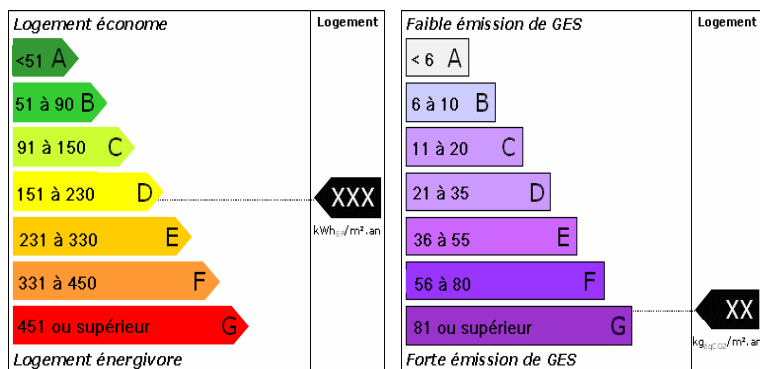 Logement économe
Logement
<51 A
51 à 90 B
91 à 150 C
151 à 230 D
XXX
kWhEP/m².an
231 à 330 E
331 à 450 F
451 ou supérieur G
Logement énergivore
Faible émission de GES
Logement
< 6 A
6 à 10 B
11 à 20 C
21 à 35 D
36 à 55 E
56 à 80 F
81 ou supérieur G
XX
kgéqCO2/m².an
Forte émission de GES